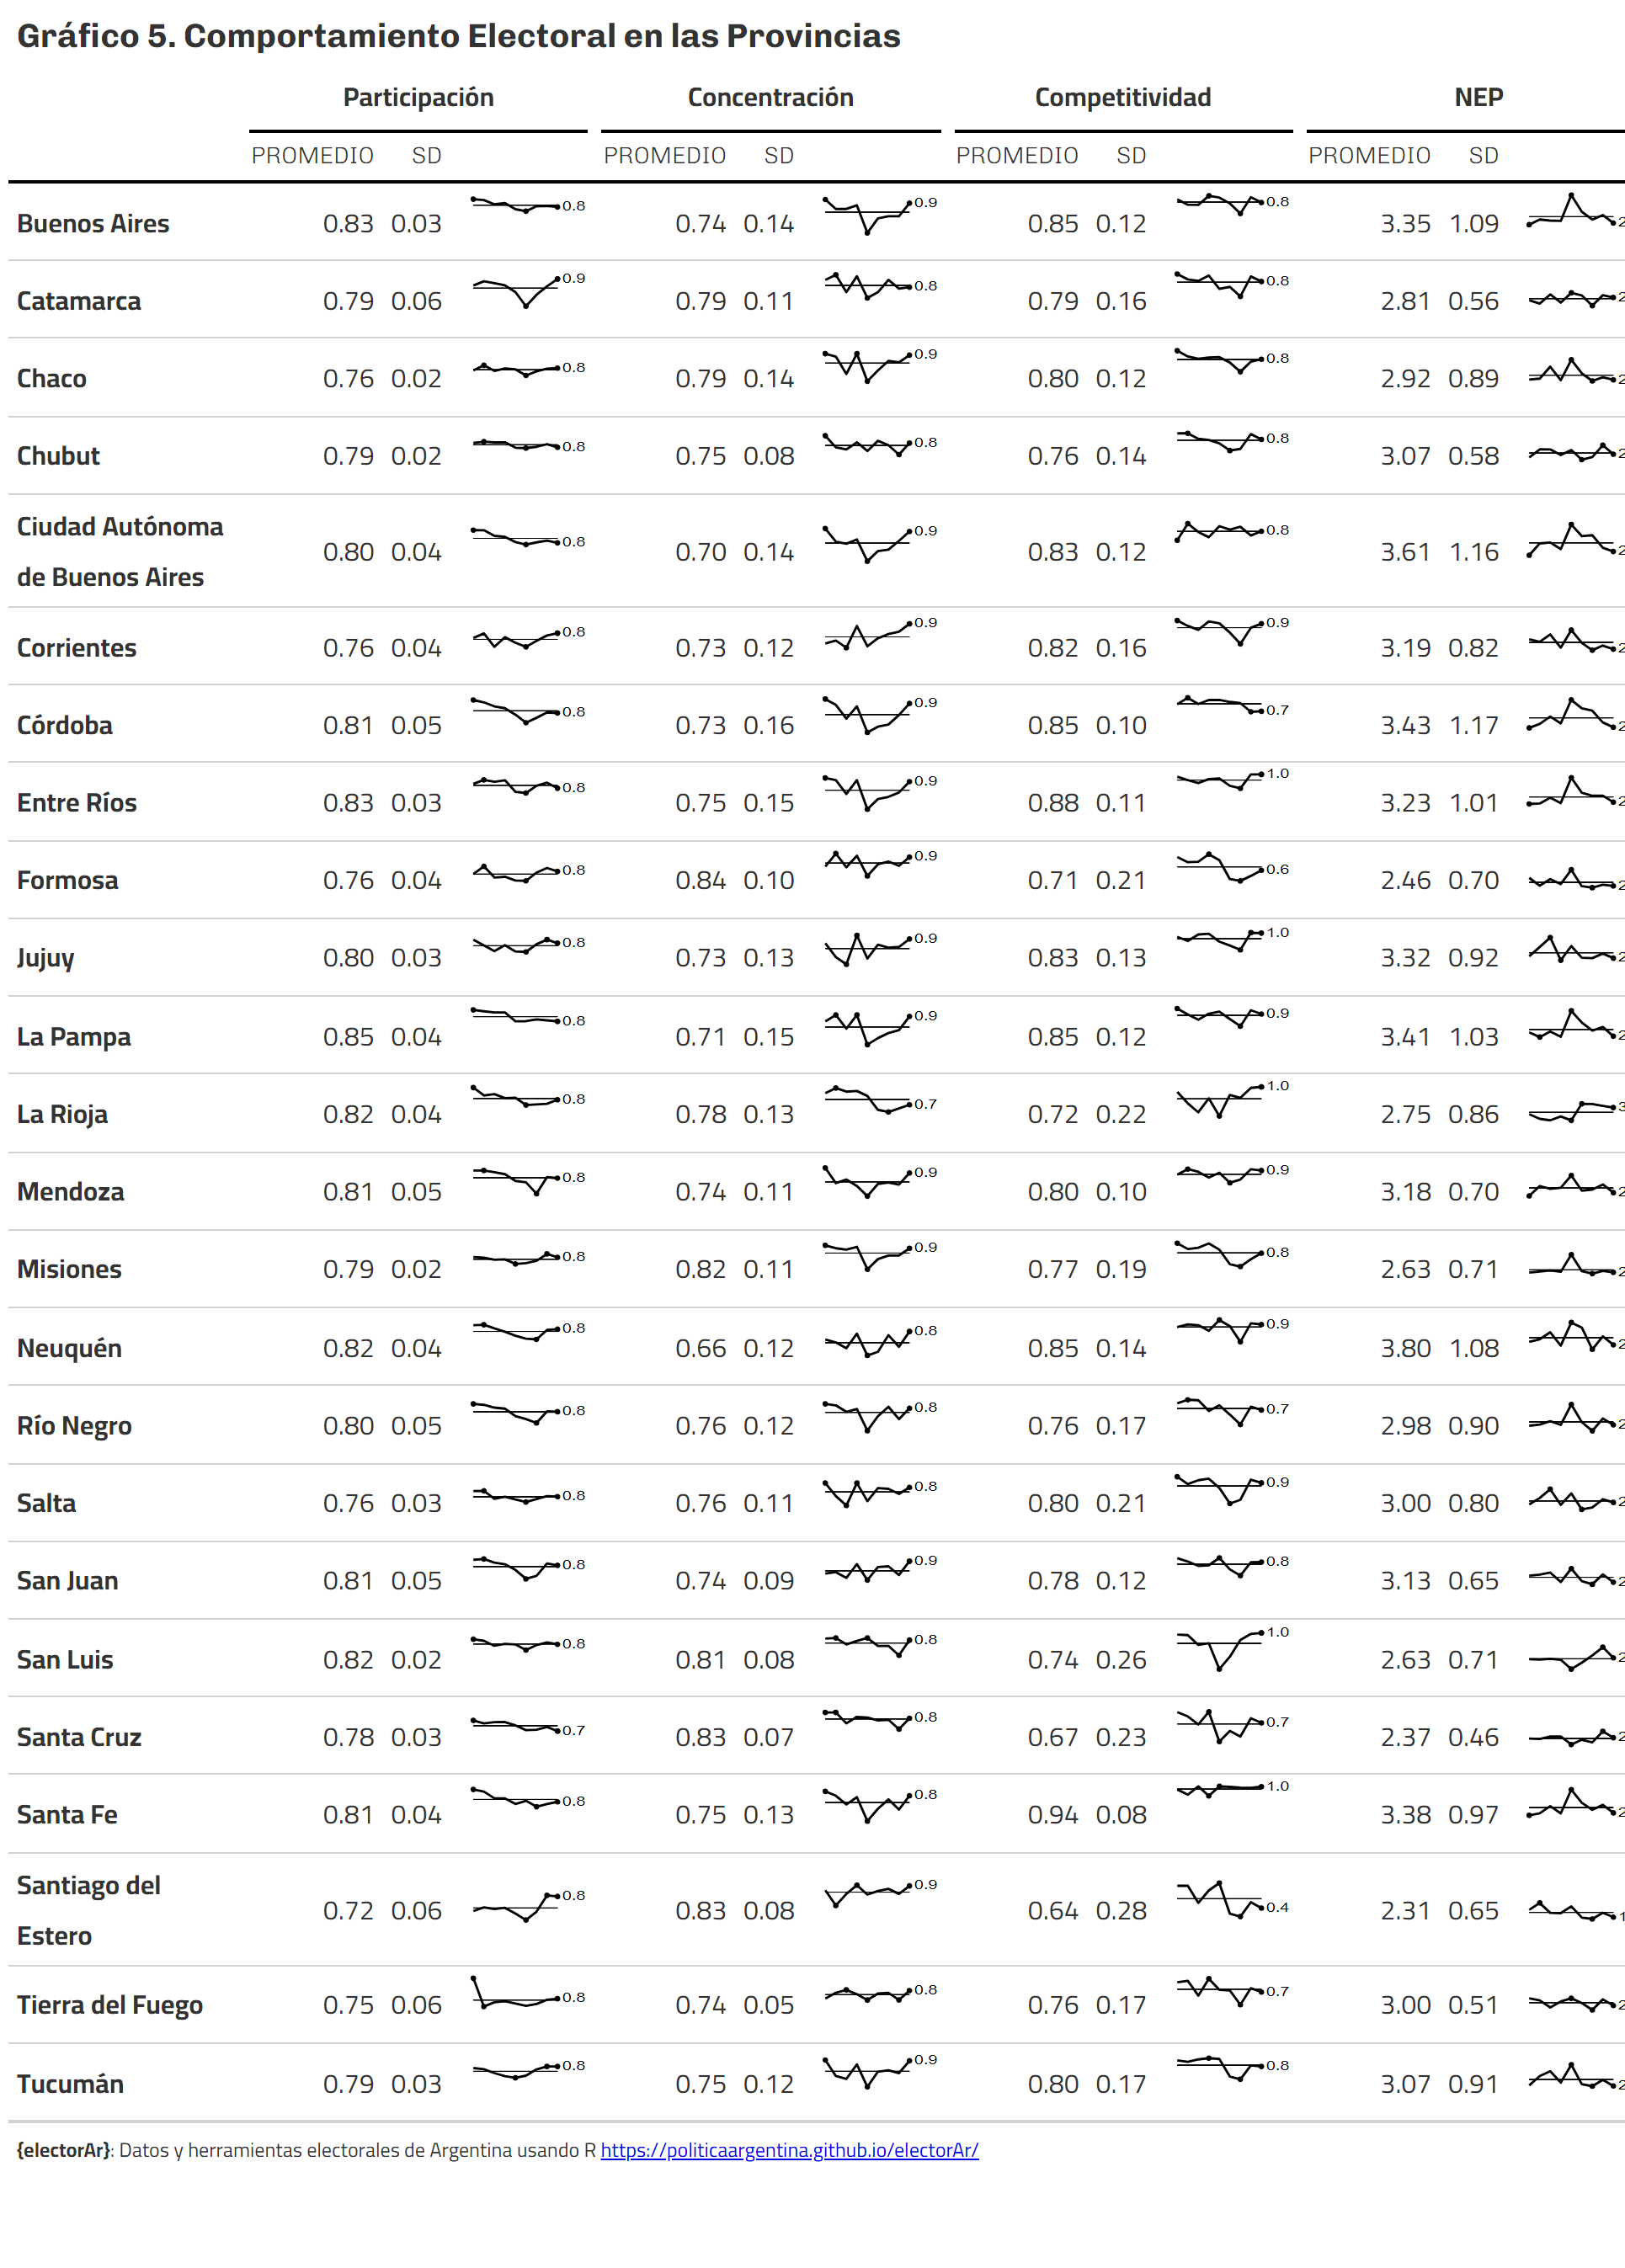 Gráfico 5. Comportamiento Electoral en las Provincias
Participación Concentración Competitividad NEP
PROMEDIO SD PROMEDIO SD PROMEDIO SD PROMEDIO SD
Buenos Aires 0.83 0.03 0.8 0.74 0.14 0.9 0.85 0.12 0.8 3.35 1.09 2
Catamarca 0.79 0.06 0.9 0.79 0.11 0.8 0.79 0.16 0.8 2.81 0.56 2
Chaco 0.76 0.02 0.8 0.79 0.14 0.9 0.80 0.12 0.8 2.92 0.89 2
Chubut 0.79 0.02 0.8 0.75 0.08 0.8 0.76 0.14 0.8 3.07 0.58 2
Ciudad Autónoma
de Buenos Aires 0.80 0.04 0.8 0.70 0.14 0.9 0.83 0.12 0.8 3.61 1.16 2
Corrientes 0.76 0.04 0.8 0.73 0.12 0.9 0.82 0.16 0.9 3.19 0.82 2
Córdoba 0.81 0.05 0.8 0.73 0.16 0.9 0.85 0.10 0.7 3.43 1.17 2
Entre Ríos 0.83 0.03 0.8 0.75 0.15 0.9 0.88 0.11 1.0 3.23 1.01 2
Formosa 0.76 0.04 0.8 0.84 0.10 0.9 0.71 0.21 0.6 2.46 0.70 2
Jujuy 0.80 0.03 0.8 0.73 0.13 0.9 0.83 0.13 1.0 3.32 0.92 2
La Pampa 0.85 0.04 0.8 0.71 0.15 0.9 0.85 0.12 0.9 3.41 1.03 2
La Rioja 0.82 0.04 0.8 0.78 0.13 0.7 0.72 0.22 1.0 2.75 0.86 3
Mendoza 0.81 0.05 0.8 0.74 0.11 0.9 0.80 0.10 0.9 3.18 0.70 2
Misiones 0.79 0.02 0.8 0.82 0.11 0.9 0.77 0.19 0.8 2.63 0.71 2
Neuquén 0.82 0.04 0.8 0.66 0.12 0.8 0.85 0.14 0.9 3.80 1.08 2
Río Negro 0.80 0.05 0.8 0.76 0.12 0.8 0.76 0.17 0.7 2.98 0.90 2
Salta 0.76 0.03 0.8 0.76 0.11 0.8 0.80 0.21 0.9 3.00 0.80 2
San Juan 0.81 0.05 0.8 0.74 0.09 0.9 0.78 0.12 0.8 3.13 0.65 2
San Luis 0.82 0.02 0.8 0.81 0.08 0.8 0.74 0.26 1.0 2.63 0.71 2
Santa Cruz 0.78 0.03 0.7 0.83 0.07 0.8 0.67 0.23 0.7 2.37 0.46 2
Santa Fe 0.81 0.04 0.8 0.75 0.13 0.8 0.94 0.08 1.0 3.38 0.97 2
Santiago del
Estero 0.72 0.06 0.8 0.83 0.08 0.9 0.64 0.28 0.4 2.31 0.65 1
Tierra del Fuego 0.75 0.06 0.8 0.74 0.05 0.8 0.76 0.17 0.7 3.00 0.51 2
Tucumán 0.79 0.03 0.8 0.75 0.12 0.9 0.80 0.17 0.8 3.07 0.91 2
{electorAr}: Datos y herramientas electorales de Argentina usando R https://politicaargentina.github.io/electorAr/